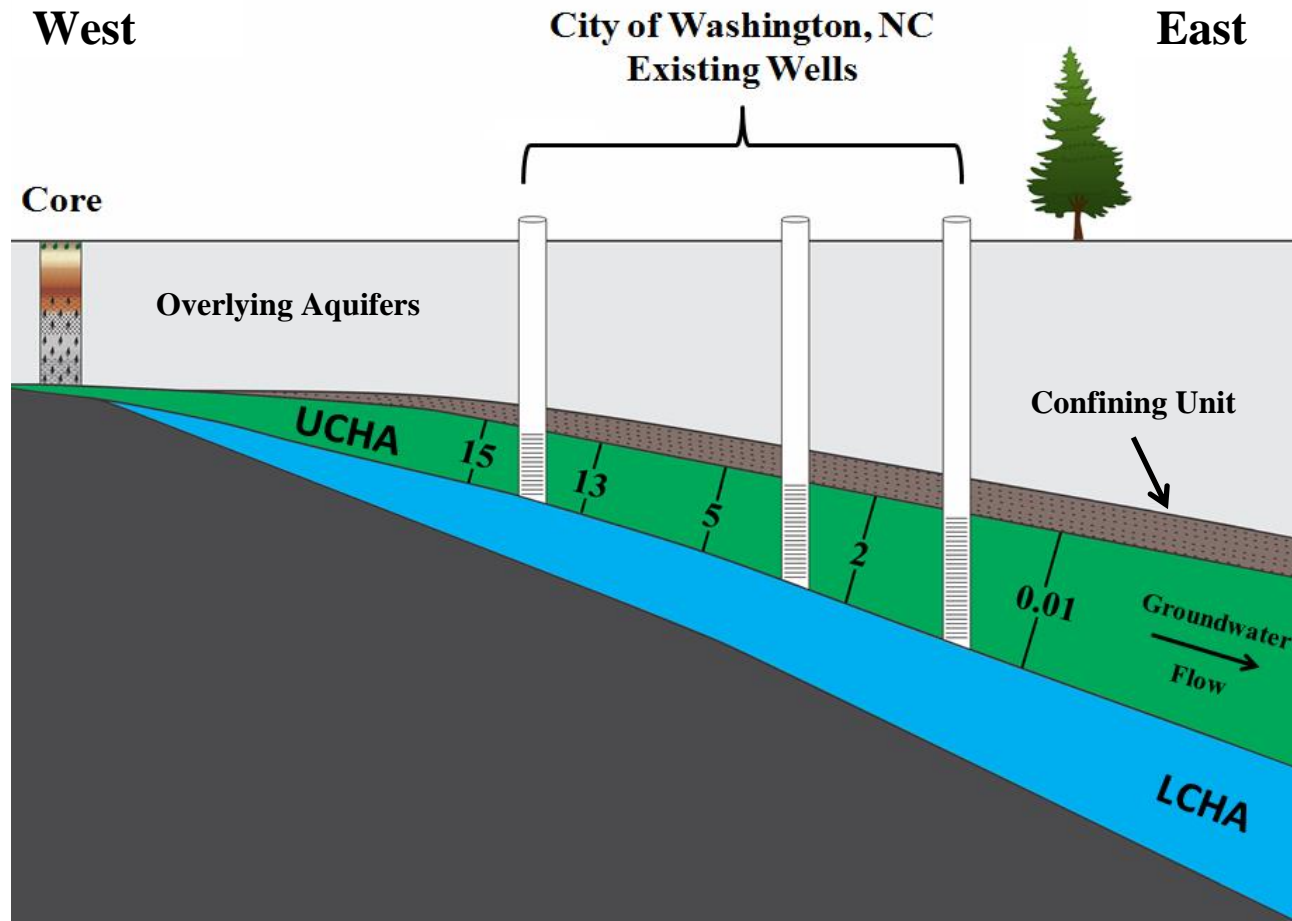 West
City of Washington, NC
Existing Wells
East
Core
Overlying Aquifers
Confining Unit
UCHA
15
13
5
2
0.01
Groundwater
Flow
LCHA